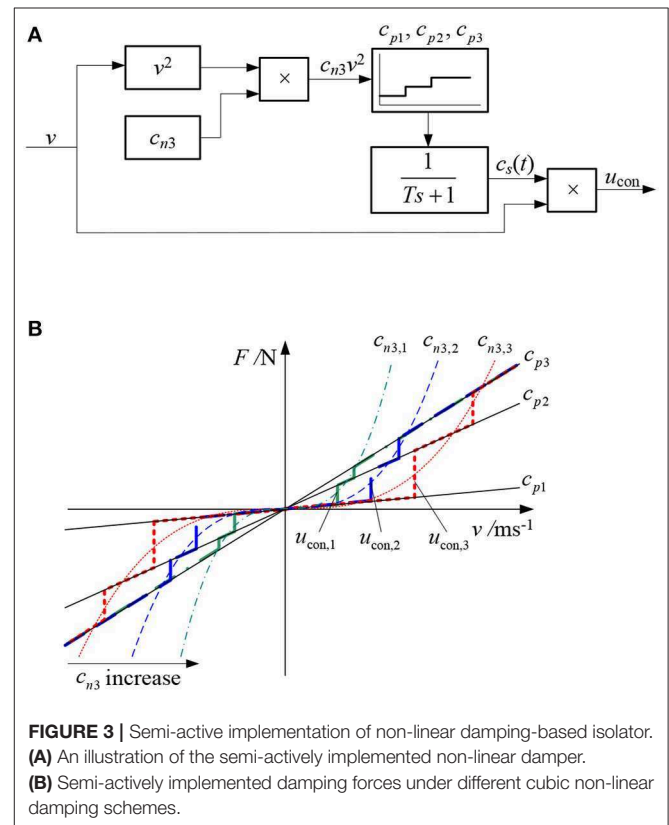 A
c_{p1}, c_{p2}, c_{p3}
v²
×
c_{n3}v²
v
c_{n3}
1
Ts + 1
c_s(t)
×
u_{con}
B
F /N
c_{n3,1}
c_{n3,2}
c_{n3,3}
c_{p3}
c_{p2}
c_{p1}
v /ms⁻¹
u_{con,1}
u_{con,2}
u_{con,3}
c_{n3} increase
FIGURE 3 | Semi-active implementation of non-linear damping-based isolator.
(A) An illustration of the semi-actively implemented non-linear damper.
(B) Semi-actively implemented damping forces under different cubic non-linear
damping schemes.